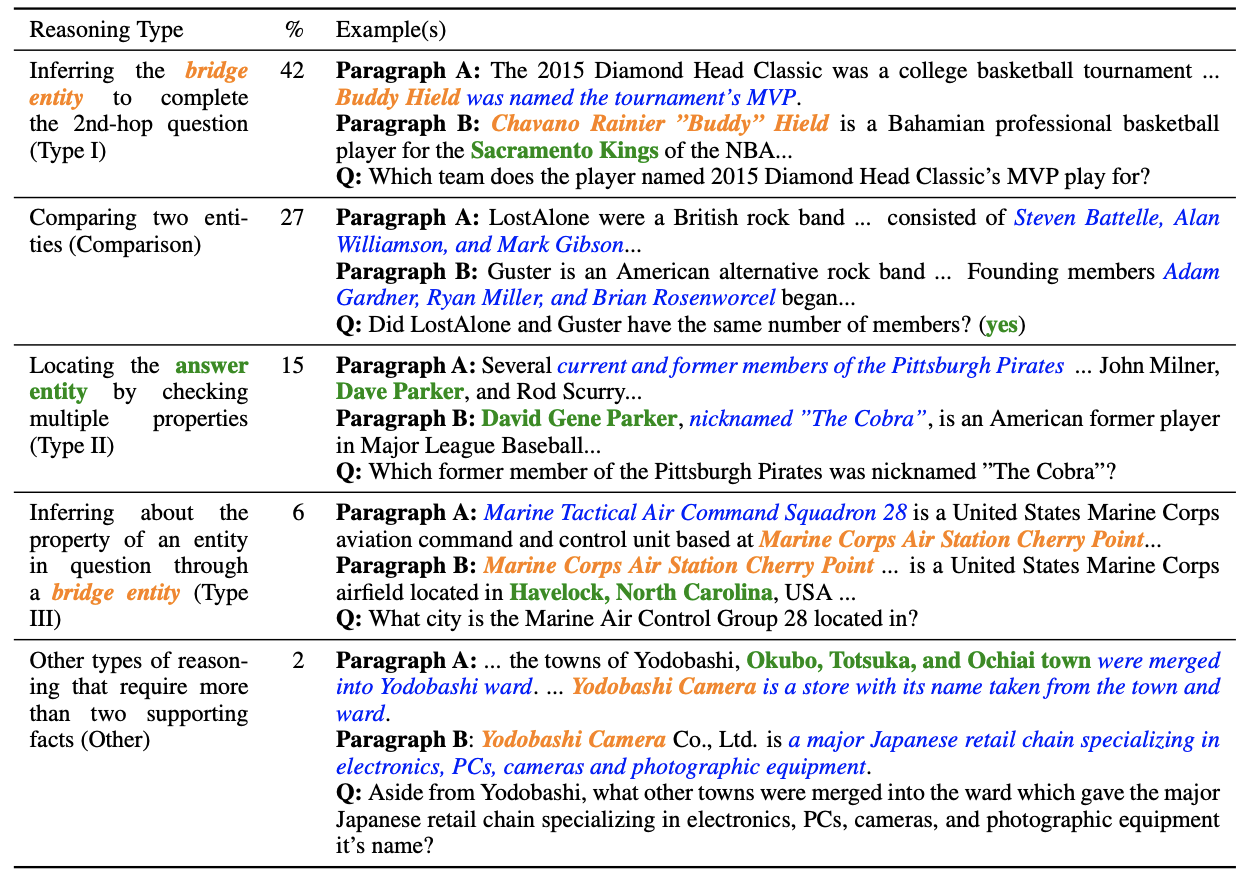 Reasoning Type % Example(s)
Inferring the bridge entity to complete the 2nd-hop question (Type I)
42
Paragraph A: The 2015 Diamond Head Classic was a college basketball tournament ...
Buddy Hield was named the tournament's MVP.
Paragraph B: Chavano Rainier ”Buddy” Hield is a Bahamian professional basketball
player for the Sacramento Kings of the NBA...
Q: Which team does the player named 2015 Diamond Head Classic's MVP play for?
Comparing two enti-
ties (Comparison)
27
Paragraph A: LostAlone were a British rock band ... consisted of Steven Battelle, Alan
Williamson, and Mark Gibson...
Paragraph B: Guster is an American alternative rock band ... Founding members Adam
Gardner, Ryan Miller, and Brian Rosenworcel began...
Q: Did LostAlone and Guster have the same number of members? (yes)
Locating the answer
entity by checking
multiple properties
(Type II)
15
Paragraph A: Several current and former members of the Pittsburgh Pirates ... John Milner,
Dave Parker, and Rod Scurry...
Paragraph B: David Gene Parker, nicknamed ”The Cobra”, is an American former player
in Major League Baseball...
Q: Which former member of the Pittsburgh Pirates was nicknamed ”The Cobra”?
Inferring about the
property of an entity
in question through
a bridge entity (Type
III)
6
Paragraph A: Marine Tactical Air Command Squadron 28 is a United States Marine Corps
aviation command and control unit based at Marine Corps Air Station Cherry Point...
Paragraph B: Marine Corps Air Station Cherry Point ... is a United States Marine Corps
airfield located in Havelock, North Carolina, USA ...
Q: What city is the Marine Air Control Group 28 located in?
Other types of reason-
ing that require more
than two supporting
facts (Other)
2
Paragraph A: ... the towns of Yodobashi, Okubo, Totsuka, and Ochiai town were merged
into Yodobashi ward. ... Yodobashi Camera is a store with its name taken from the town and
ward.
Paragraph B: Yodobashi Camera Co., Ltd. is a major Japanese retail chain specializing in
electronics, PCs, cameras and photographic equipment.
Q: Aside from Yodobashi, what other towns were merged into the ward which gave the major
Japanese retail chain specializing in electronics, PCs, cameras, and photographic equipment
it's name?